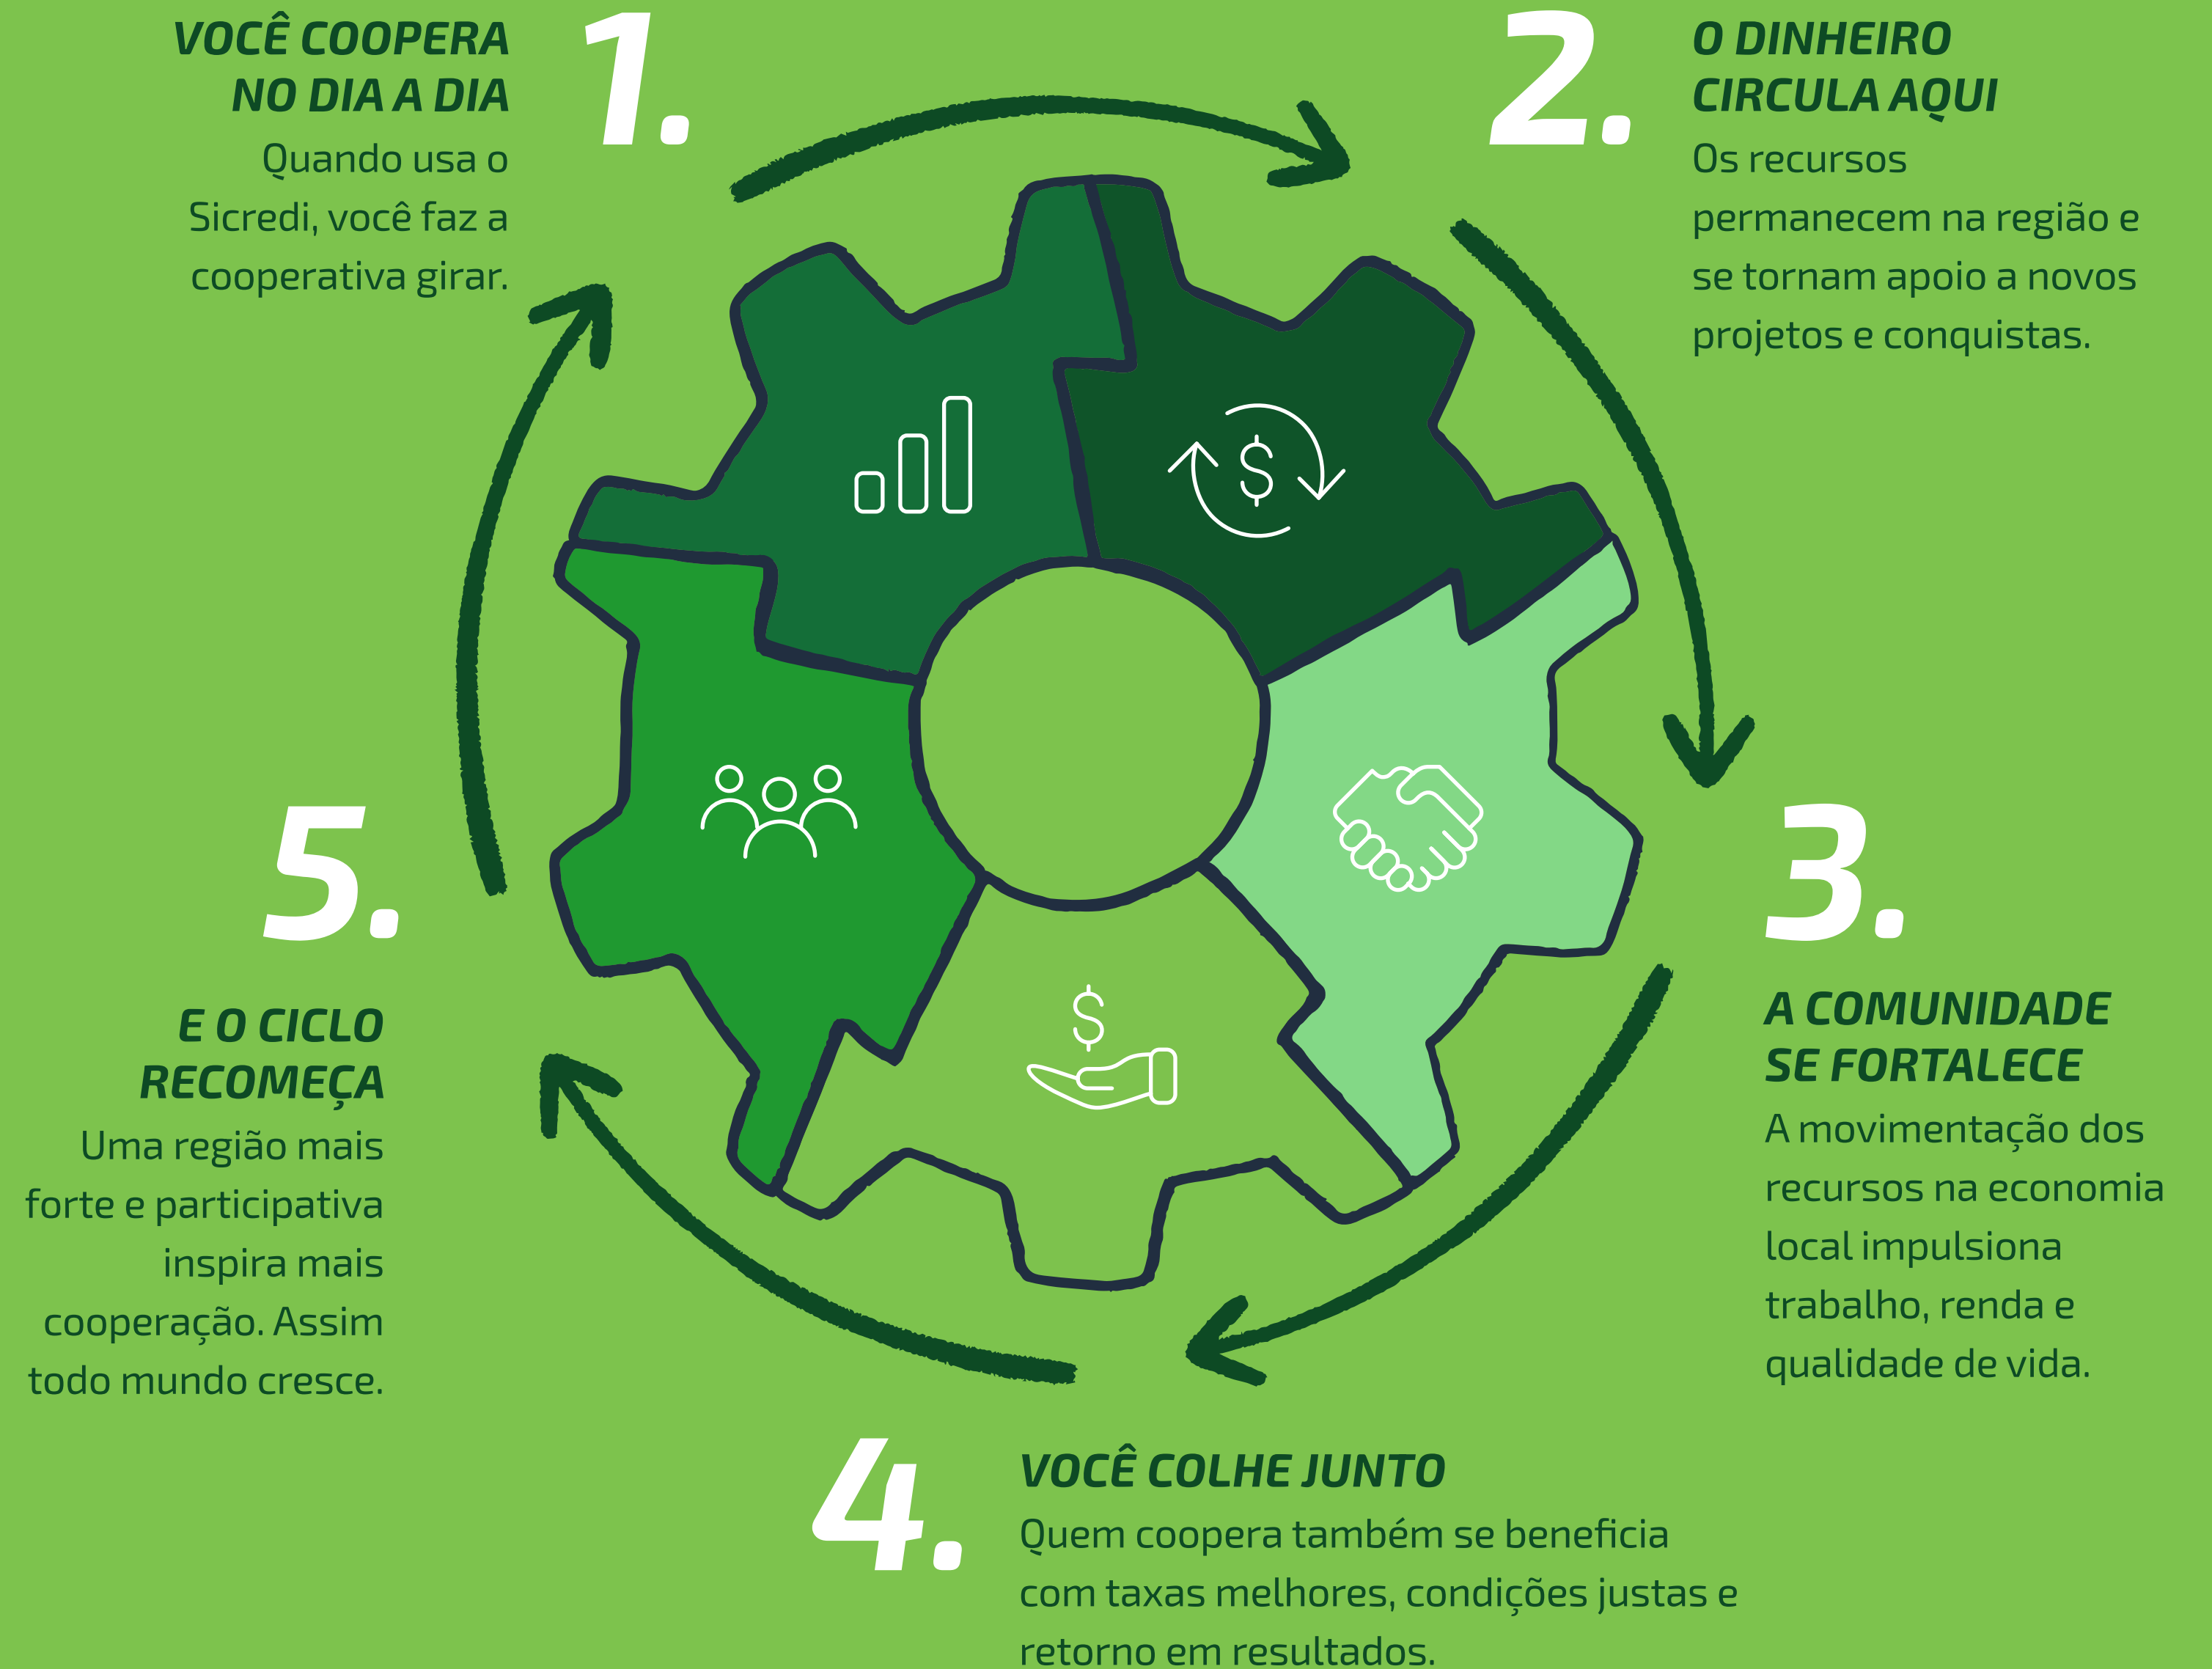 1.
VOCÊ COOPERA
NO DIA A DIA
Quando usa o
Sicredi, você faz a
cooperativa girar.
2.
O DINHEIRO
CIRCULA AQUI
Os recursos
permanecem na região e
se tornam apoio a novos
projetos e conquistas.
3.
A COMUNIDADE
SE FORTALECE
A movimentação dos
recursos na economia
local impulsiona
trabalho, renda e
qualidade de vida.
4.
VOCÊ COLHE JUNTO
Quem coopera também se beneficia
com taxas melhores, condições justas e
retorno em resultados.
5.
E O CICLO
RECOMEÇA
Uma região mais
forte e participativa
inspira mais
cooperação. Assim
todo mundo cresce.
$
$